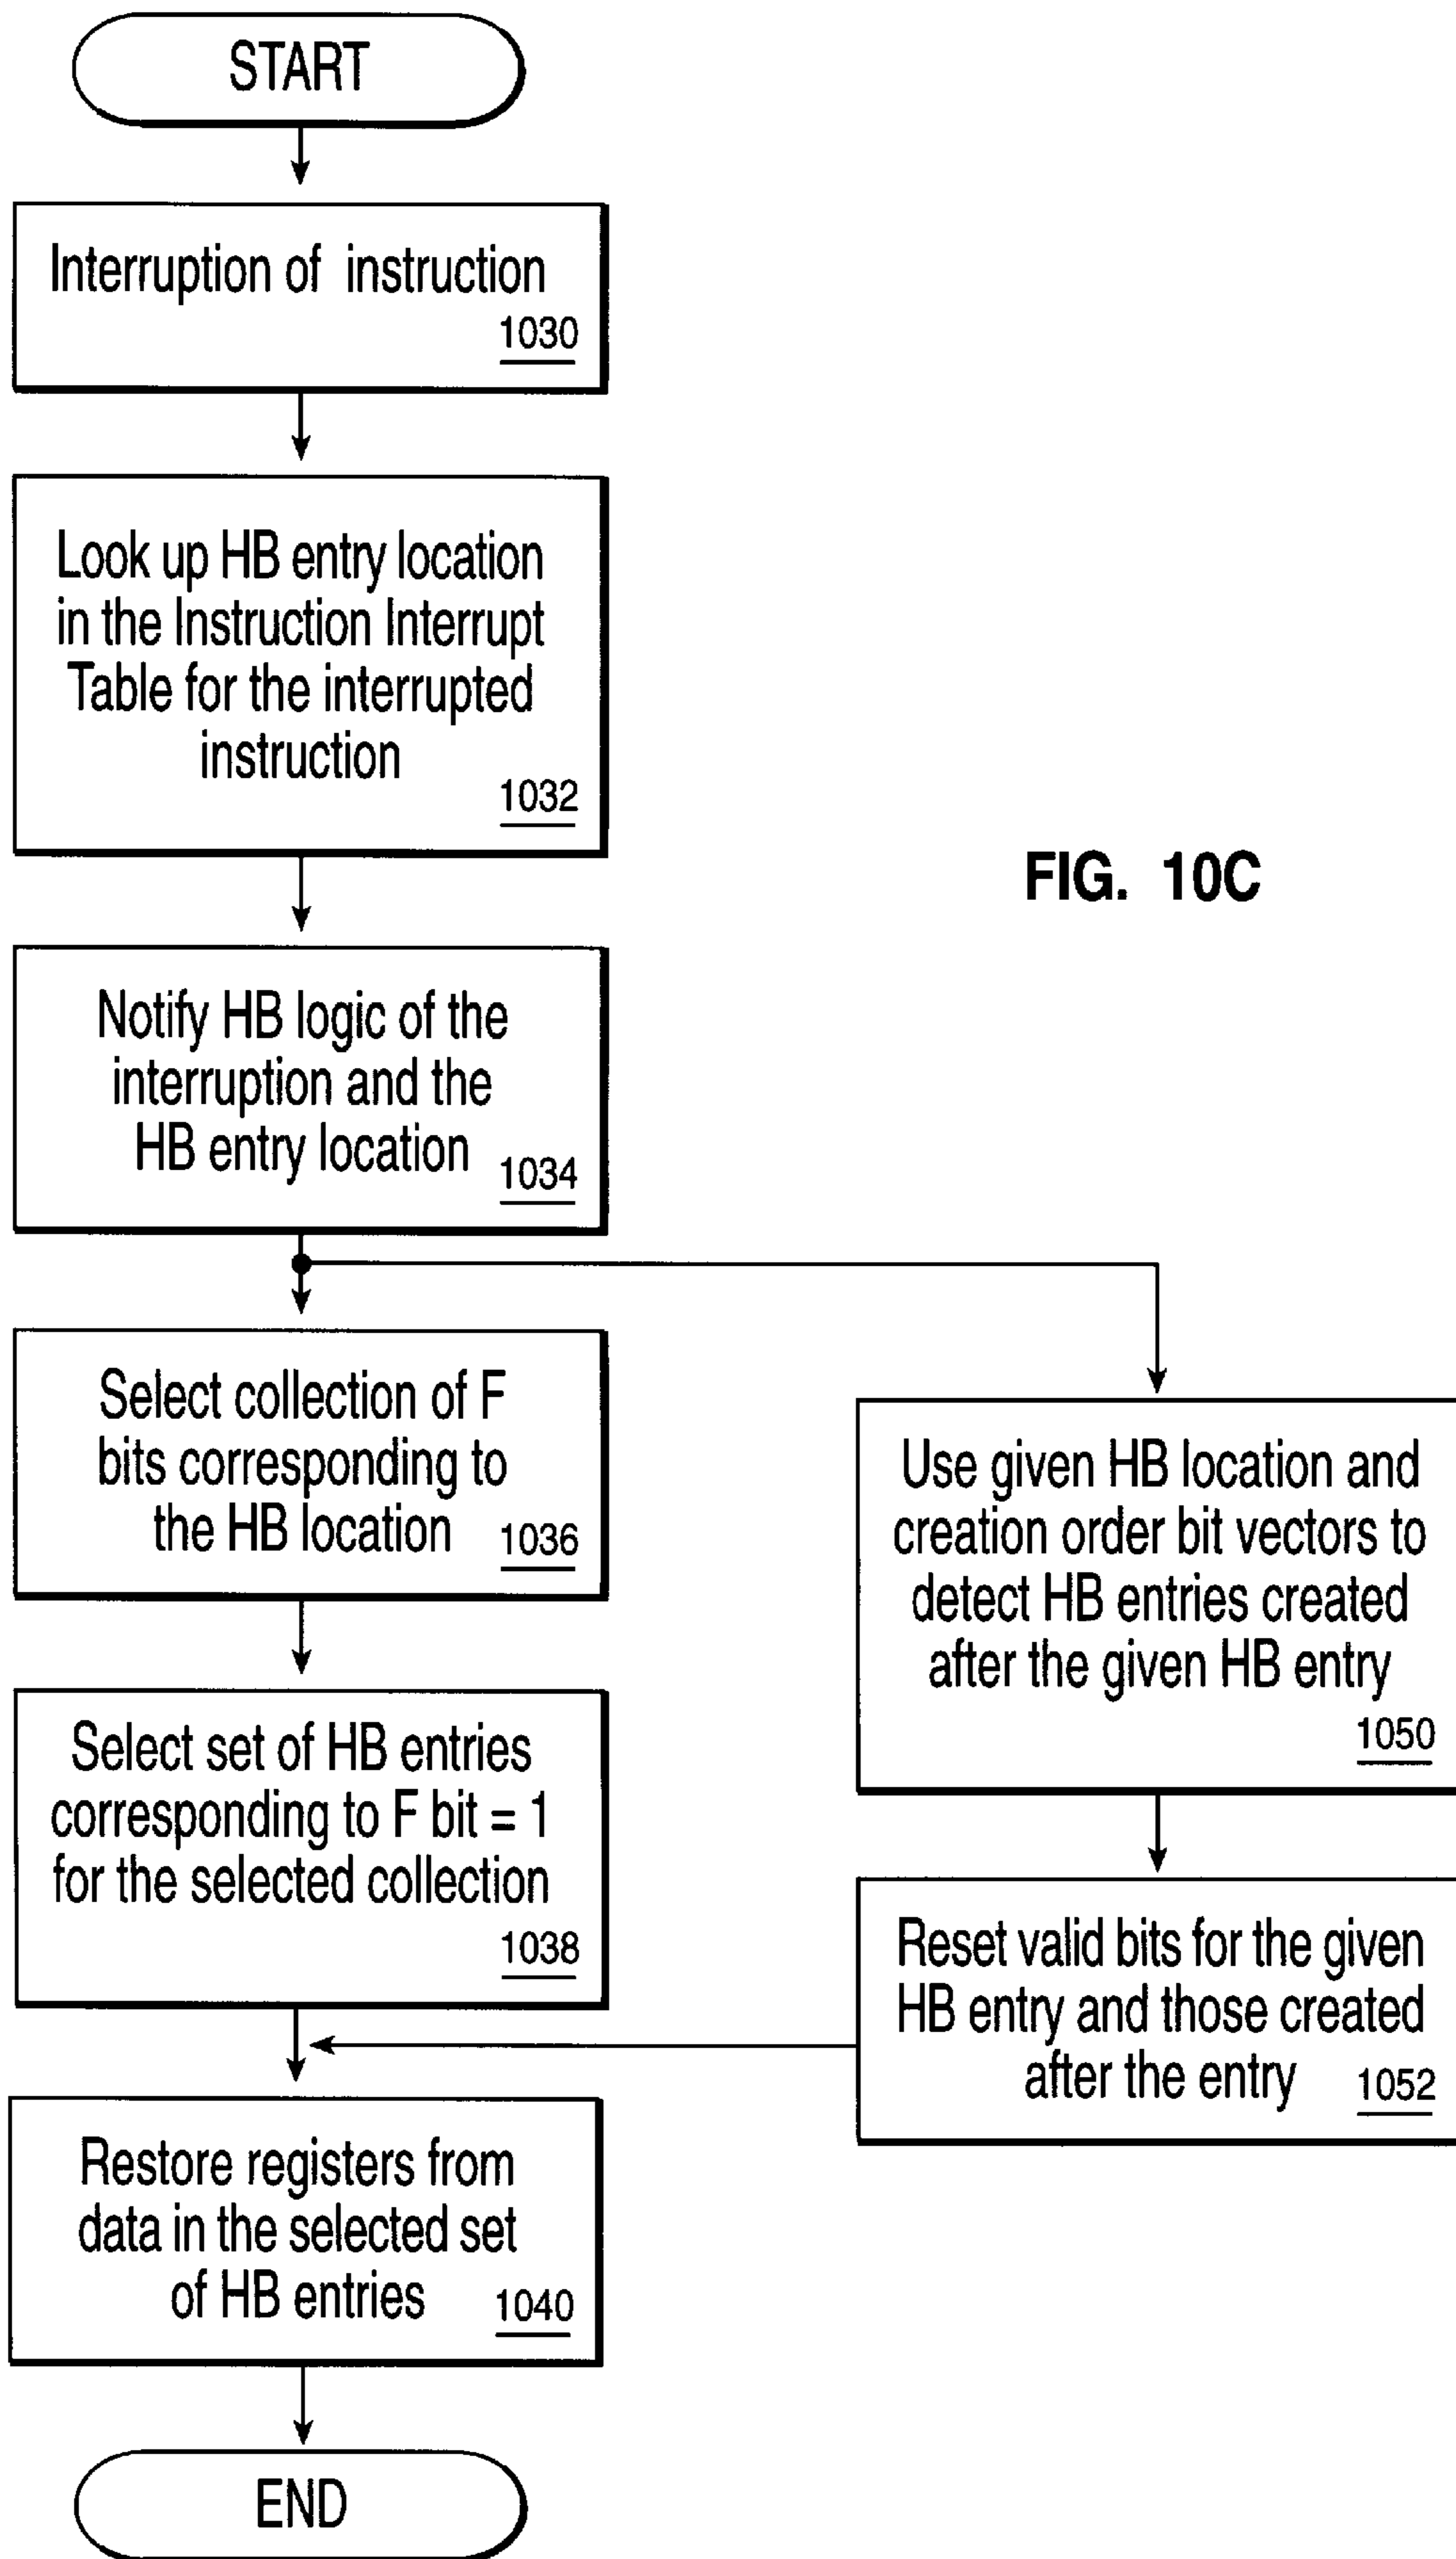 START
Interruption of instruction
1030
Look up HB entry location
in the Instruction Interrupt
Table for the interrupted
instruction
1032
FIG. 10C
Notify HB logic of the
interruption and the
HB entry location
1034
Select collection of F
bits corresponding to
the HB location
1036
Select set of HB entries
corresponding to F bit = 1
for the selected collection
1038
Use given HB location and
creation order bit vectors to
detect HB entries created
after the given HB entry
1050
Reset valid bits for the given
HB entry and those created
after the entry
1052
Restore registers from
data in the selected set
of HB entries
1040
END